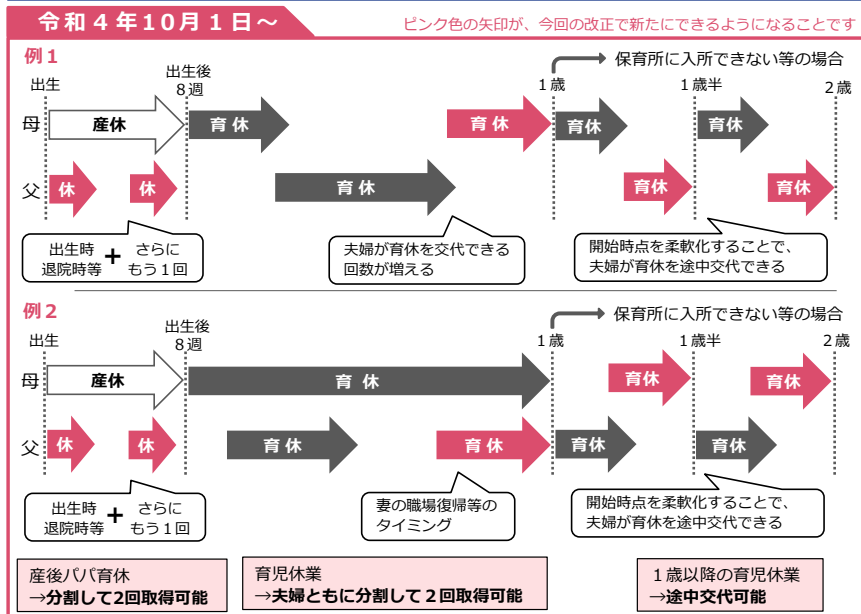 令和４年10月１日～
ピンク色の矢印が、今回の改正で新たにできるようになることです
例１
保育所に入所できない等の場合
出生
出生後
８週
１歳
１歳半
２歳
母
産休
育休
育休
育休
育休
父
休
休
育休
育休
育休
出生時
退院時等
＋
さらに
もう１回
夫婦が育休を交代できる
回数が増える
開始時点を柔軟化することで、
夫婦が育休を途中交代できる
例２
保育所に入所できない等の場合
出生
出生後
８週
１歳
１歳半
２歳
母
産休
育休
育休
育休
父
休
休
育休
育休
育休
育休
出生時
退院時等
＋
さらに
もう１回
妻の職場復帰等の
タイミング
開始時点を柔軟化することで、
夫婦が育休を途中交代できる
産後パパ育休
→分割して2回取得可能
育児休業
→夫婦ともに分割して２回取得可能
１歳以降の育児休業
→途中交代可能